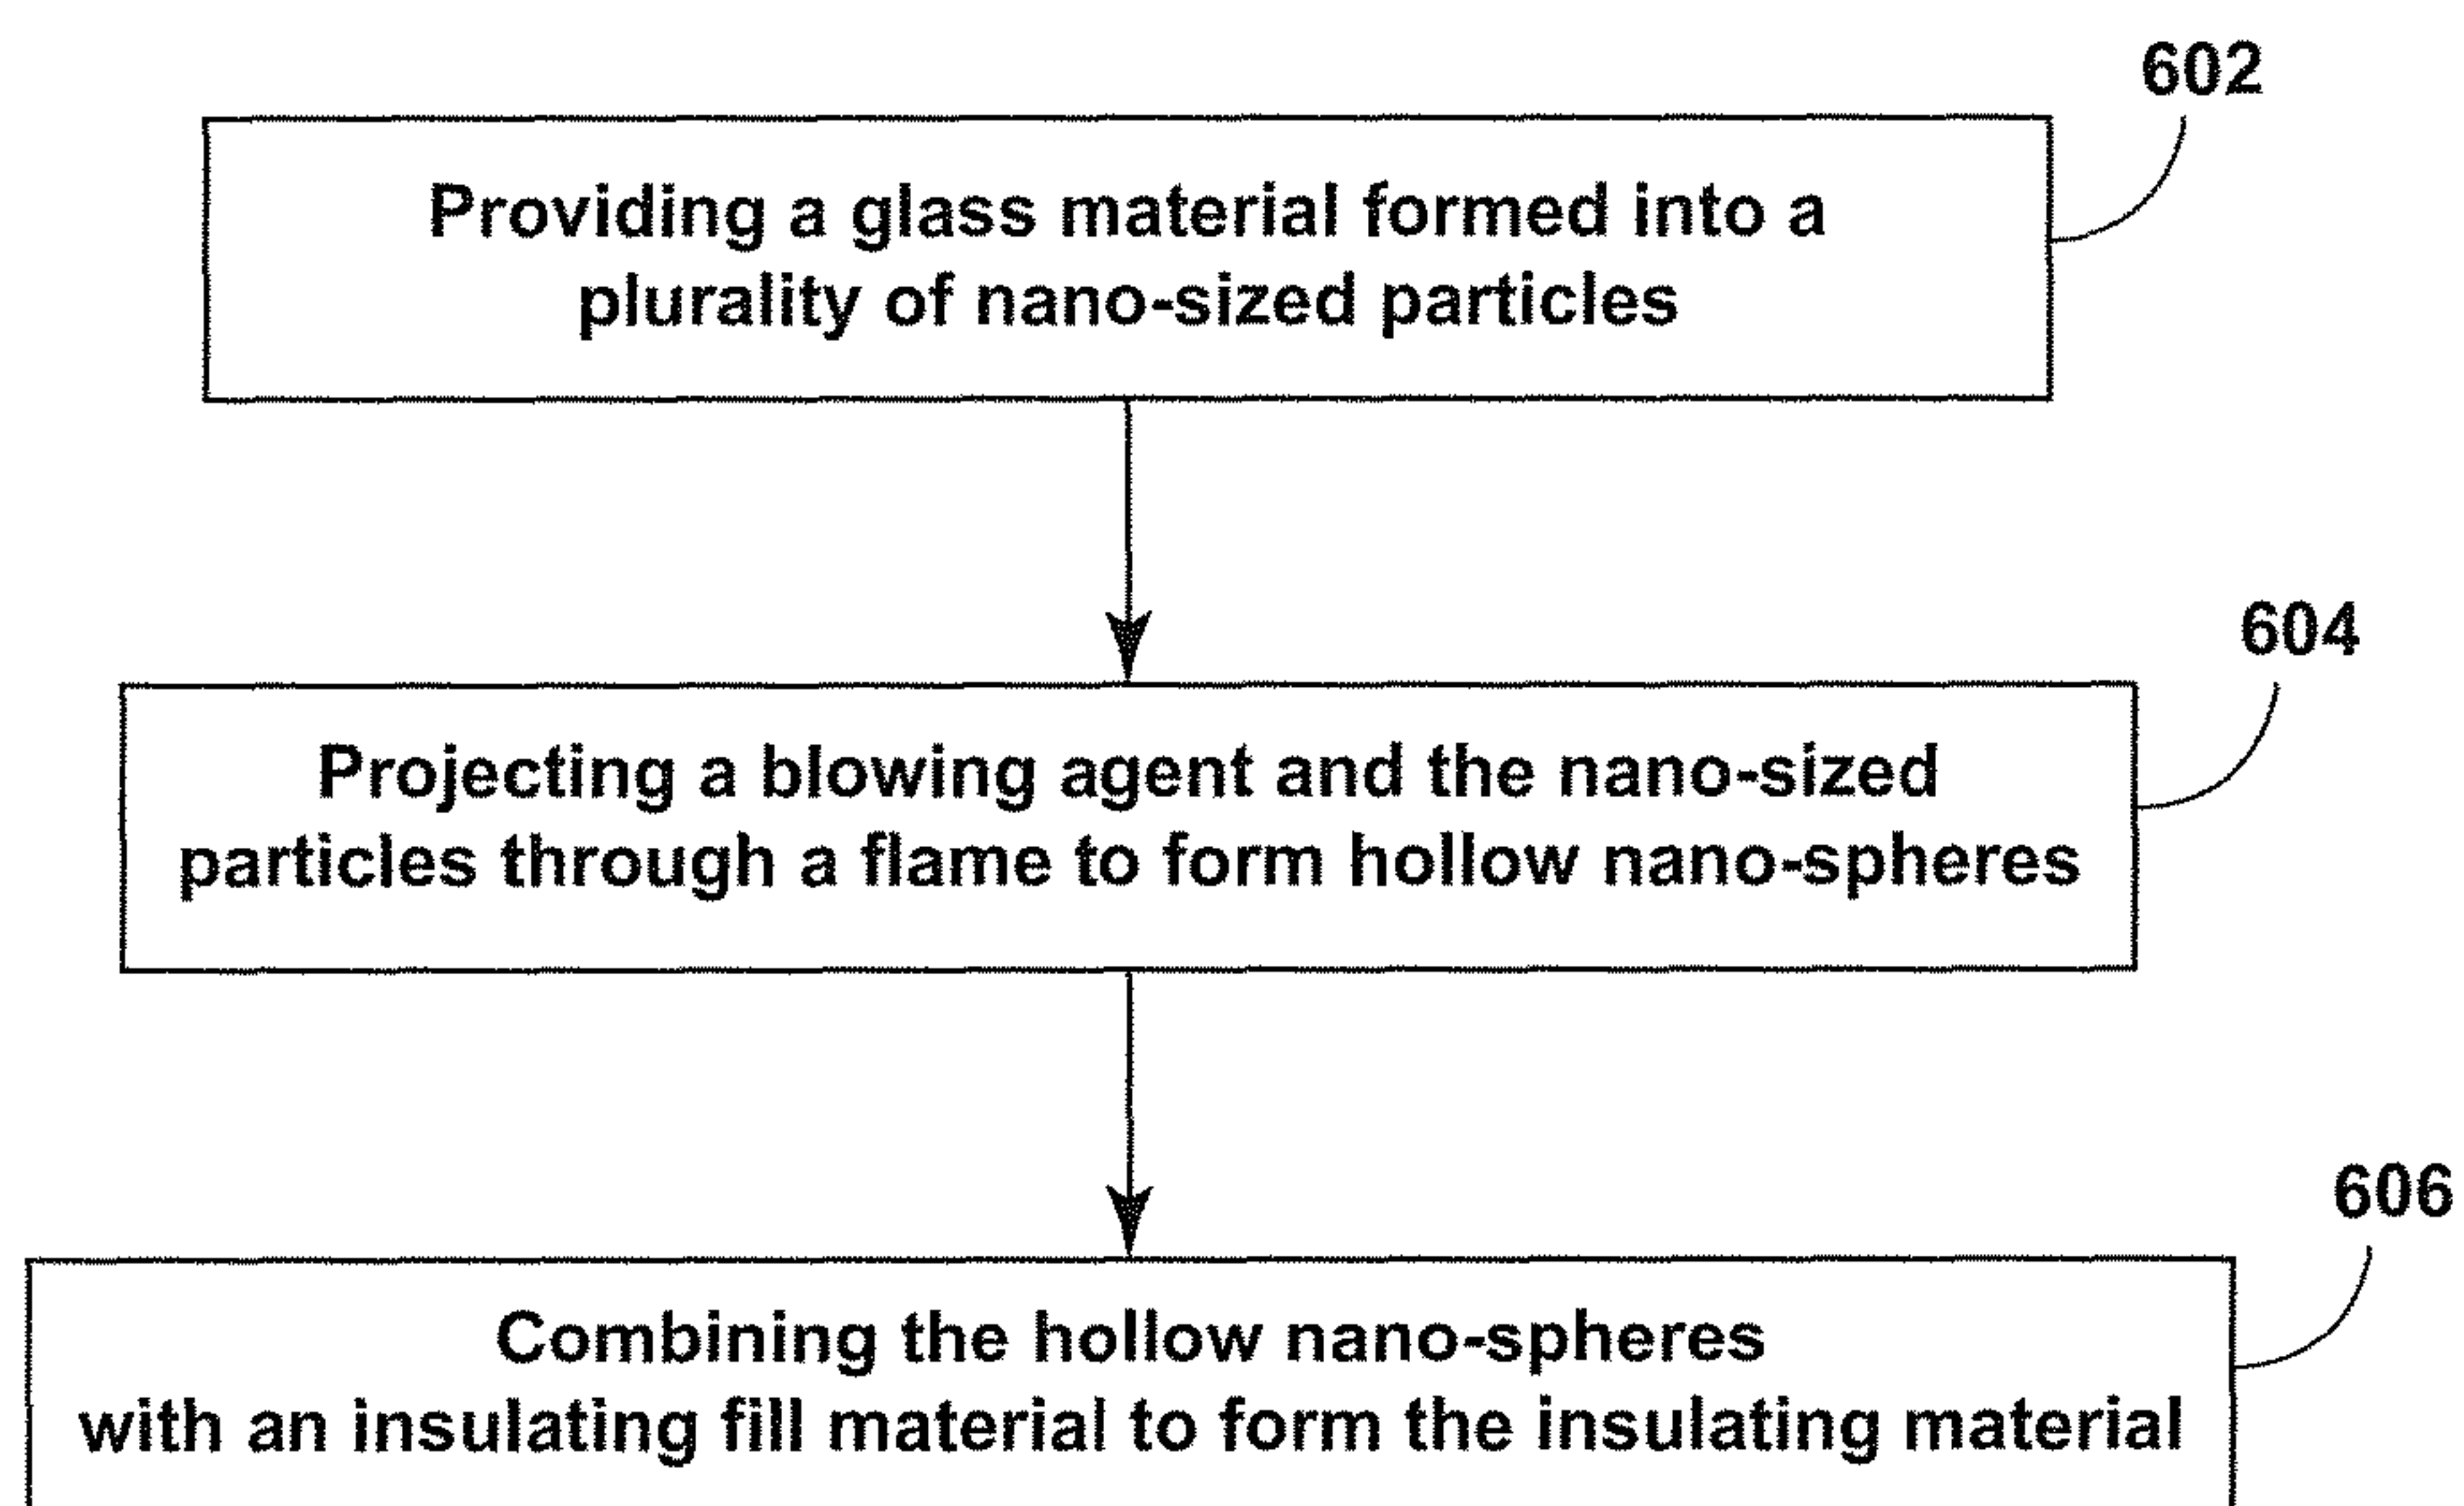 602
Providing a glass material formed into a
plurality of nano-sized particles
604
Projecting a blowing agent and the nano-sized
particles through a flame to form hollow nano-spheres
606
Combining the hollow nano-spheres
with an insulating fill material to form the insulating material